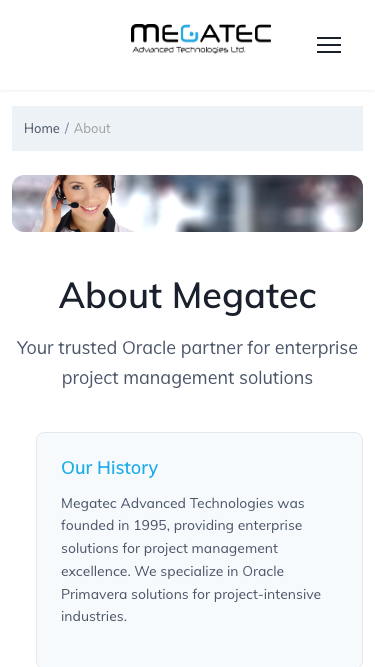 MEGATEC
Advanced Technologies Ltd.
Home / About
About Megatec
Your trusted Oracle partner for enterprise
project management solutions
Our History
Megatec Advanced Technologies was
founded in 1995, providing enterprise
solutions for project management
excellence. We specialize in Oracle
Primavera solutions for project-intensive
industries.